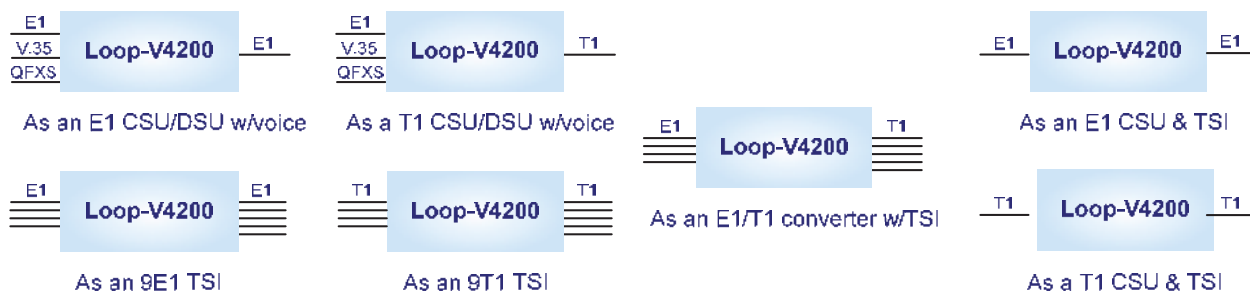 E1
V.35
QFXS
Loop-V4200
E1
As an E1 CSU/DSU w/voice
E1
V.35
QFXS
Loop-V4200
T1
As a T1 CSU/DSU w/voice
E1
Loop-V4200
E1
As an 9E1 TSI
T1
Loop-V4200
T1
As an 9T1 TSI
E1
Loop-V4200
T1
As an E1/T1 converter w/TSI
E1
Loop-V4200
E1
As an E1 CSU & TSI
T1
Loop-V4200
T1
As a T1 CSU & TSI